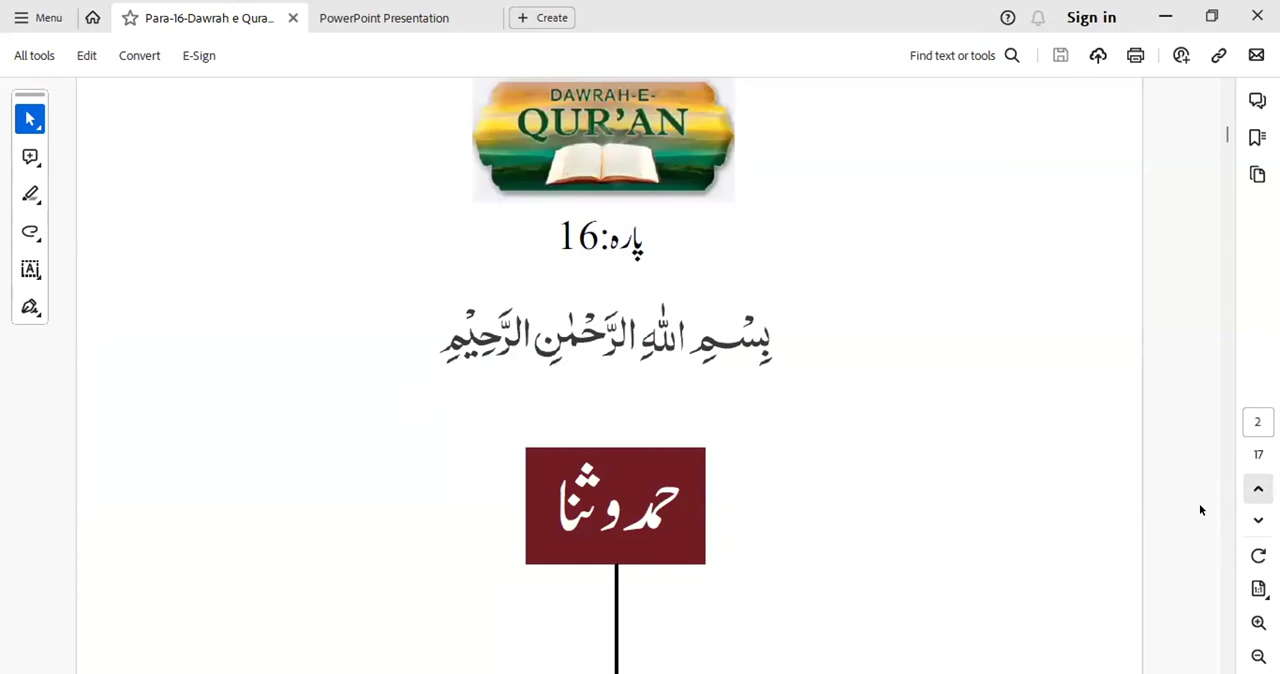 Menu
Para-16-Dawrah e Qura...
PowerPoint Presentation
Create
Sign in
All tools
Edit
Convert
E-Sign
Find text or tools
DAWRAH-E-
QUR'AN
پارہ:16
بِسْمِ اللّٰهِ الرَّحْمٰنِ الرَّحِيْمِ
حمد و ثنا
2
17